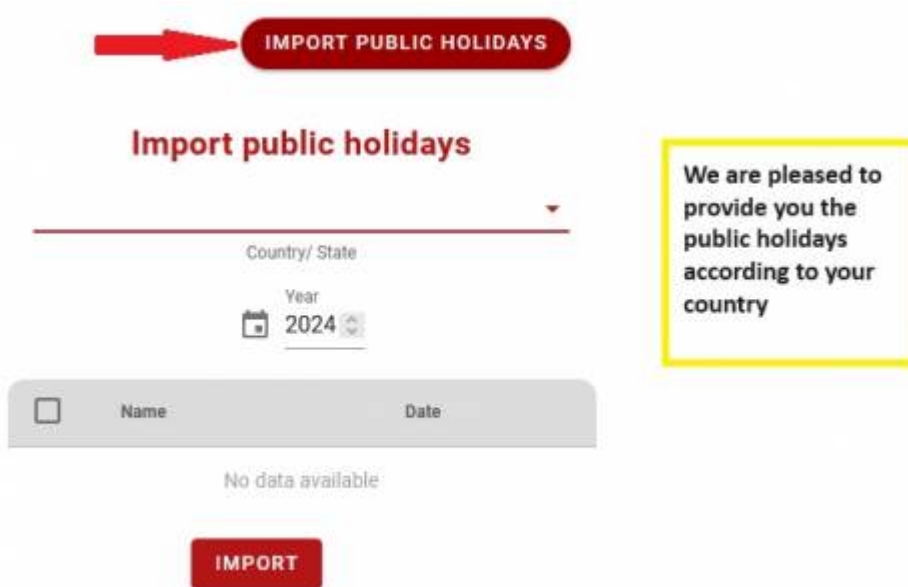 IMPORT PUBLIC HOLIDAYS
Import public holidays
Country/ State
Year
2024
Name Date
No data available
IMPORT
We are pleased to
provide you the
public holidays
according to your
country